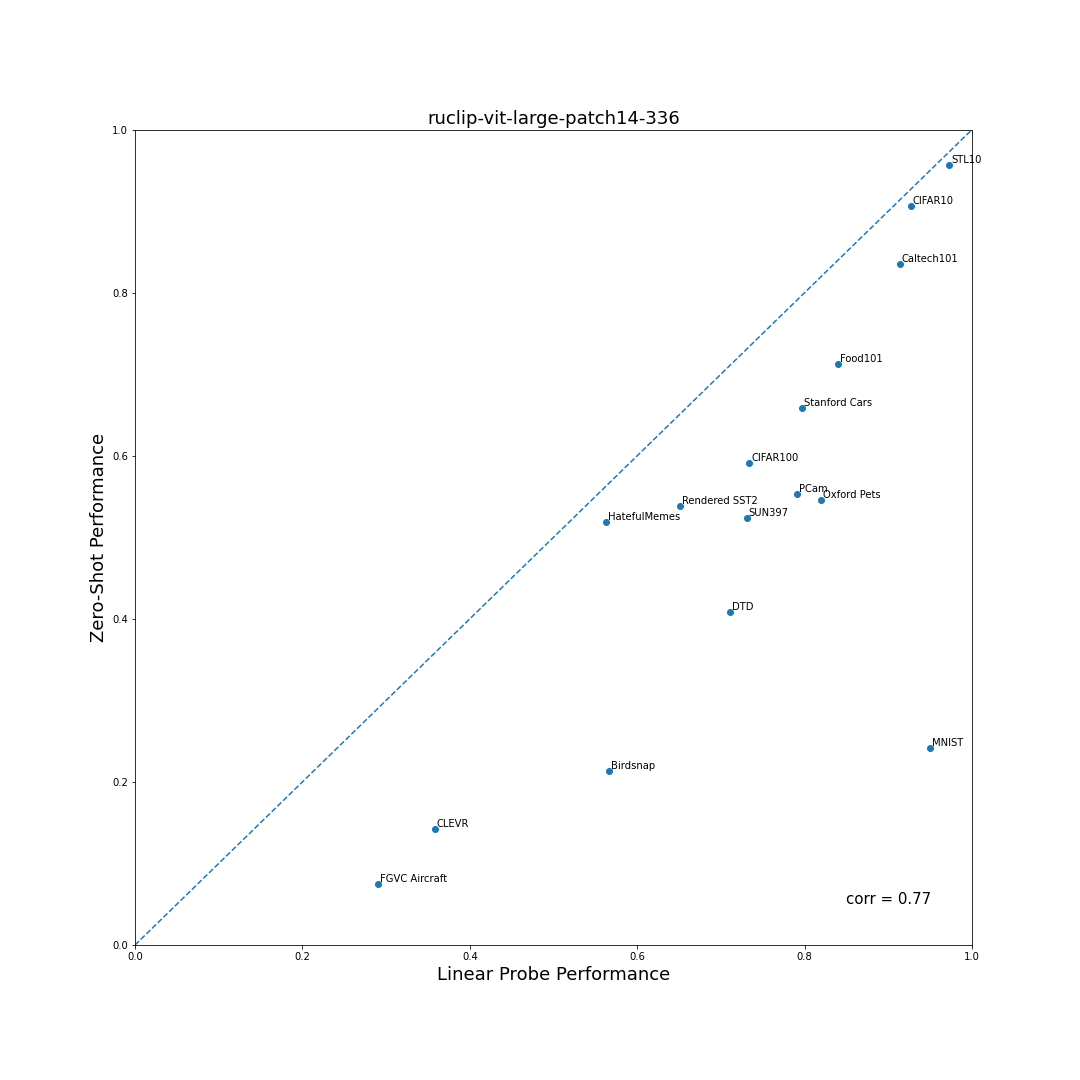 ruclip-vit-large-patch14-336
1.0
STL10
CIFAR10
Caltech101
0.8
Food101
Stanford Cars
0.6
CIFAR100
PCam
Oxford Pets
Rendered SST2
SUN397
HatefulMemes
Zero-Shot Performance
0.4
DTD
MNIST
0.2
Birdsnap
CLEVR
FGVC Aircraft
corr = 0.77
0.0
0.0 0.2 0.4 0.6 0.8 1.0
Linear Probe Performance